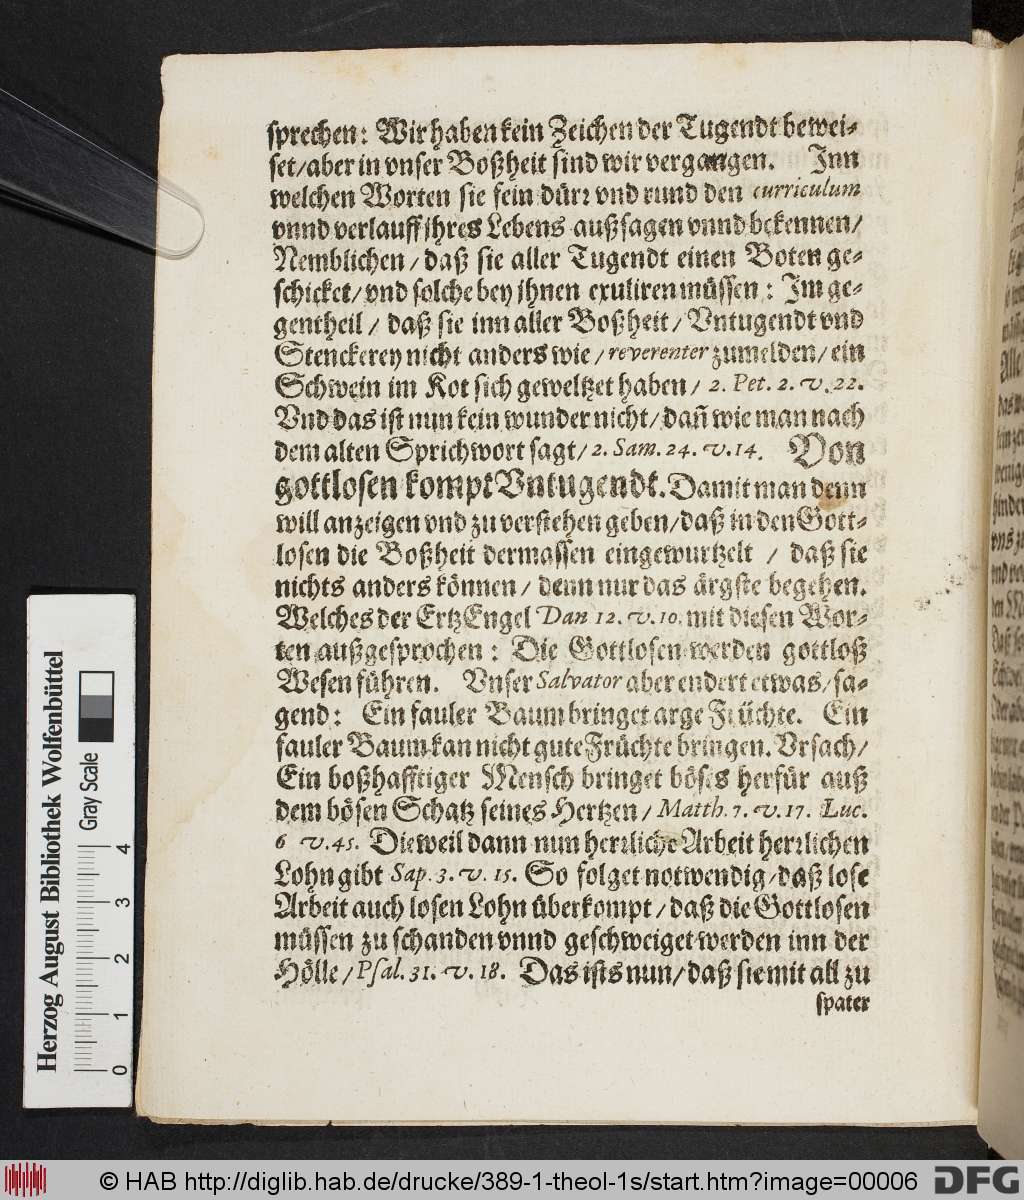 sprechen: Wir haben kein Zeichen der Tugendt bewei-
set/ aber in vnser Boßheit sind wir vergangen. Inn
welchen Worten sie fein dürr vnd rund den curriculum
vnnd verlauff jhres Lebens außsagen vnnd bekennen/
Nemblichen/ daß sie aller Tugendt einen Boten ge-
schicket/ vnd solche bey jhnen exuliren müssen: Im ge-
gentheil/ daß sie inn aller Boßheit/ Vntugendt vnd
Stenckerey nicht anders wie/ reverenter zumelden/ ein
Schwein im Kot sich geweltzet haben/ 2. Pet. 2. v. 22.
Vnd das ist nun kein wunder nicht/ dañ wie man nach
dem alten Sprichwort sagt/ 2. Sam. 24. v. 14. Von
gottlosen kompt Vntugendt. Damit man denn
will anzeigen vnd zu verstehen geben/ daß in den Gott-
losen die Boßheit dermassen eingewurtzelt / daß sie
nichts anders können/ denn nur das ärgste begehen.
Welches der ErtzEngel Dan 12. v. 10. mit diesen Wor-
ten außgesprochen: Die Gottlosen werden gottloß
Wesen führen. Vnser Salvator aber endert etwas/ sa-
gend: Ein fauler Baum bringet arge Früchte. Ein
fauler Baum kan nicht gute Früchte bringen. Vrsach/
Ein boßhafftiger Mensch bringet böses herfür auß
dem bösen Schatz seines Hertzen/ Matth. 7. v. 17. Luc.
6 v. 45. Dieweil dann nun herrliche Arbeit herrlichen
Lohn gibt Sap. 3. v. 15. So folget notwendig/ daß lose
Arbeit auch losen Lohn überkompt/ daß die Gottlosen
müssen zu schanden vnnd geschweiget werden inn der
Hölle/ Psal. 31. v. 18. Das ists nun/ daß sie mit all zu
spater
Herzog August Bibliothek Wolfenbüttel
Gray Scale
0 1 2 3 4
© HAB http://diglib.hab.de/drucke/389-1-theol-1s/start.htm?image=00006
DFG